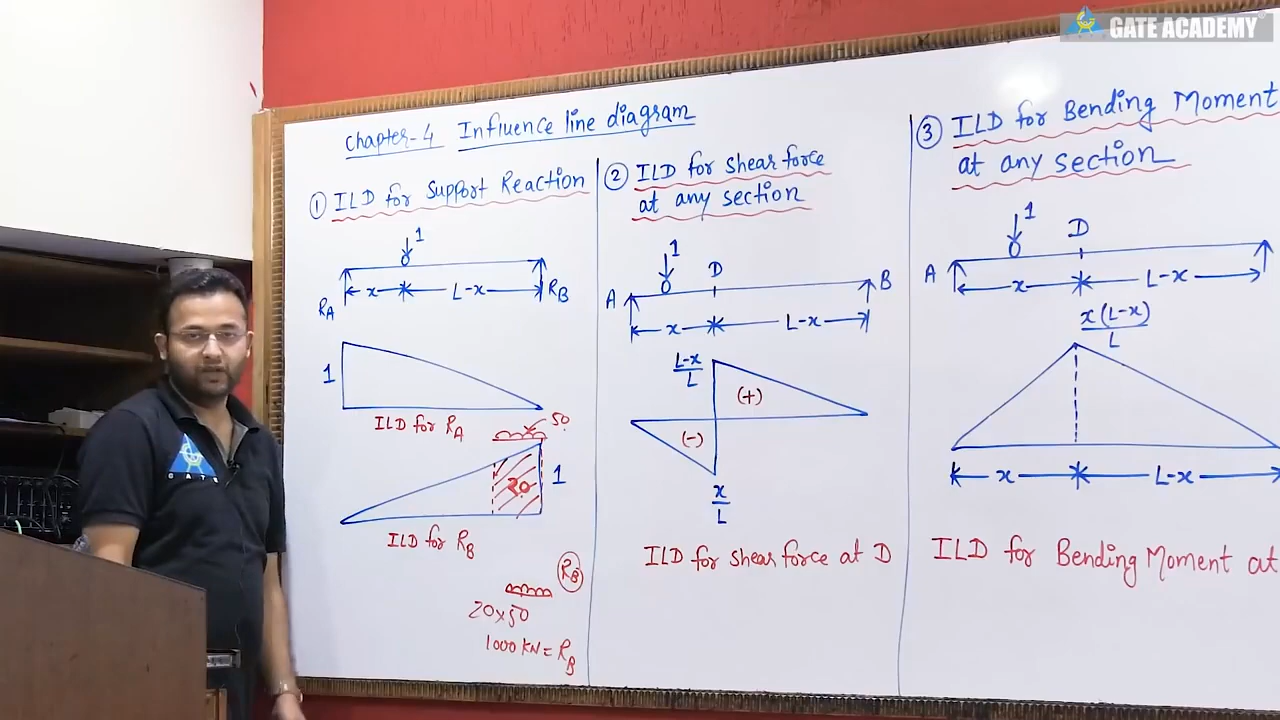 GATE ACADEMY
Chapter-4 Influence line diagram
① ILD for Support Reaction
1
RA x L-x RB
1
ILD for RA
50
20 1
ILD for RB
RB
20x50
1000 KN = RB
② ILD for shear force
at any section
1
D
A B
x L-x
L-x
L
(+)
(-)
x
L
ILD for shear force at D
③ ILD for Bending Moment
at any section
1
D
A
x L-x
x(L-x)
L
x L-x
ILD for Bending Moment at
GATE